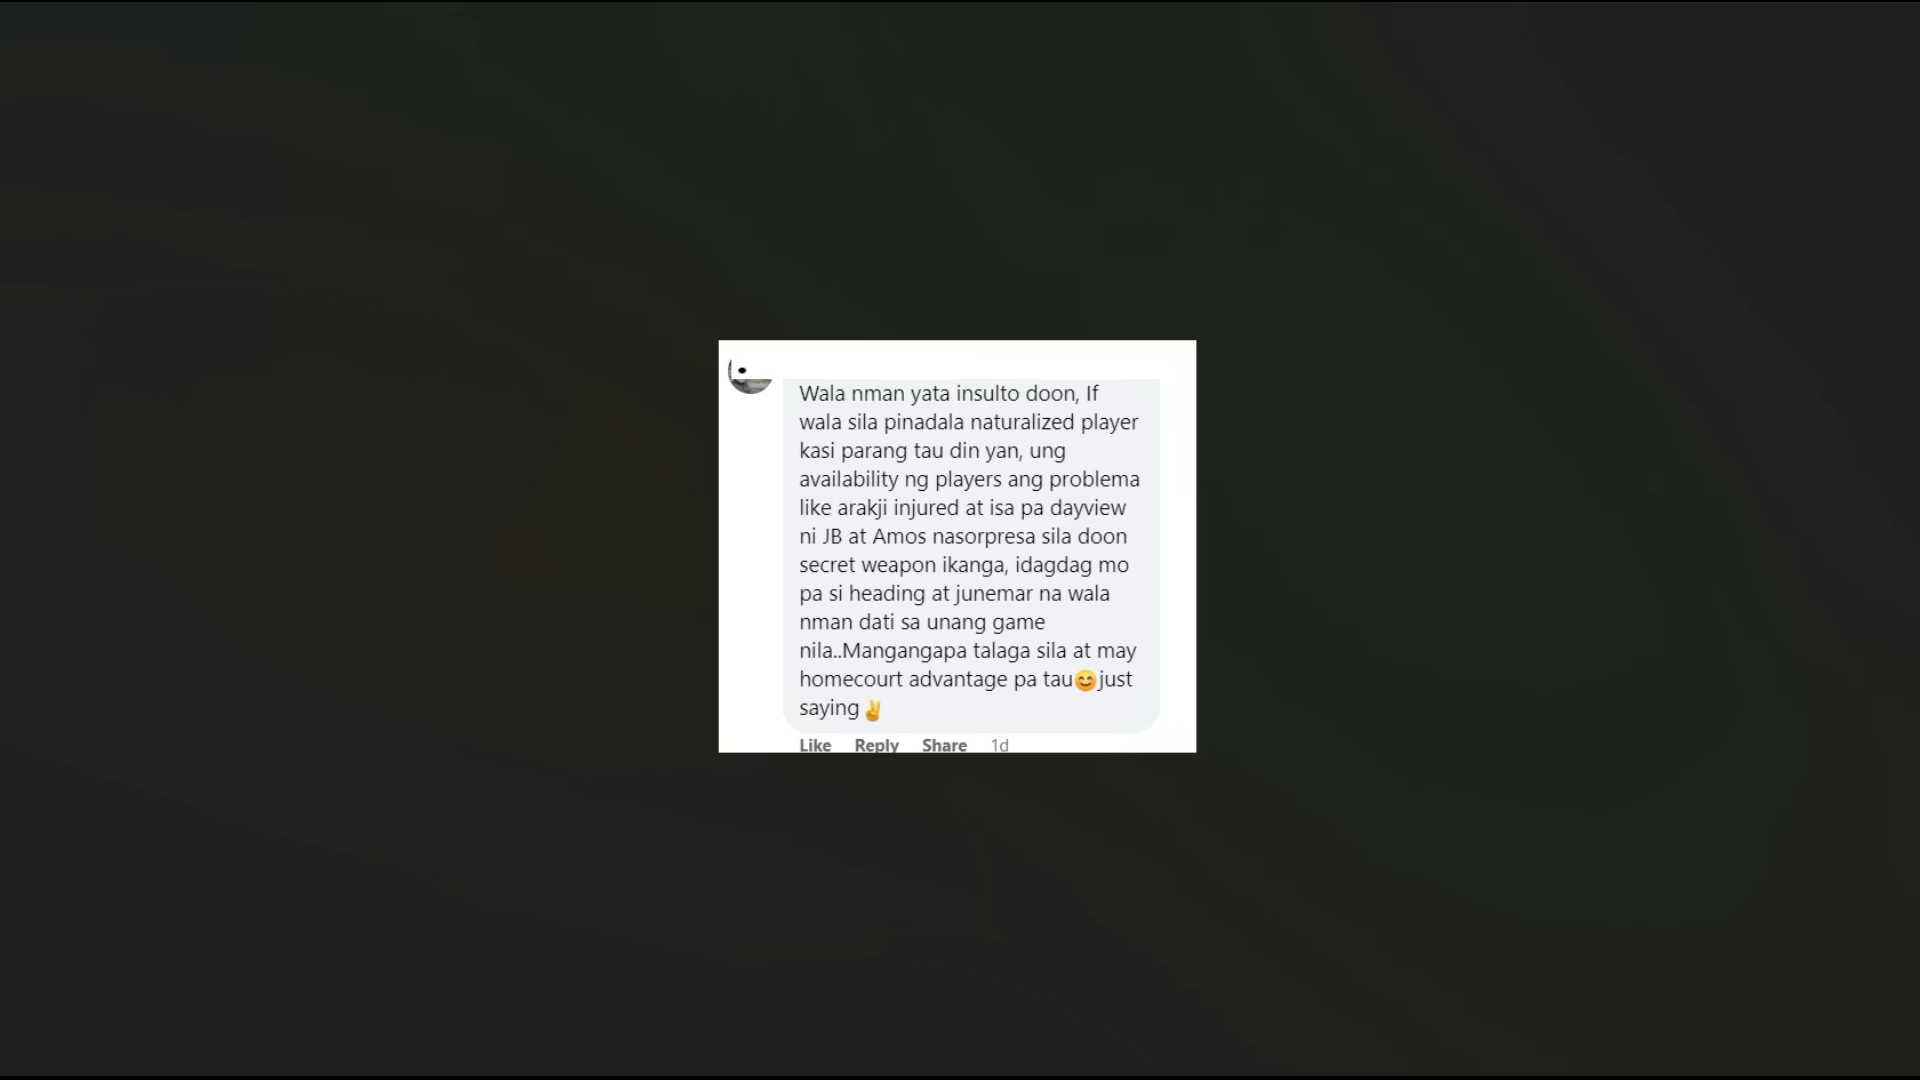 Wala nman yata insulto doon, If
wala sila pinadala naturalized player
kasi parang tau din yan, ung
availability ng players ang problema
like arakji injured at isa pa dayview
ni JB at Amos nasorpresa sila doon
secret weapon ikanga, idagdag mo
pa si heading at junemar na wala
nman dati sa unang game
nila..Mangangapa talaga sila at may
homecourt advantage pa tau😊just
saying✌
Like Reply Share 1d